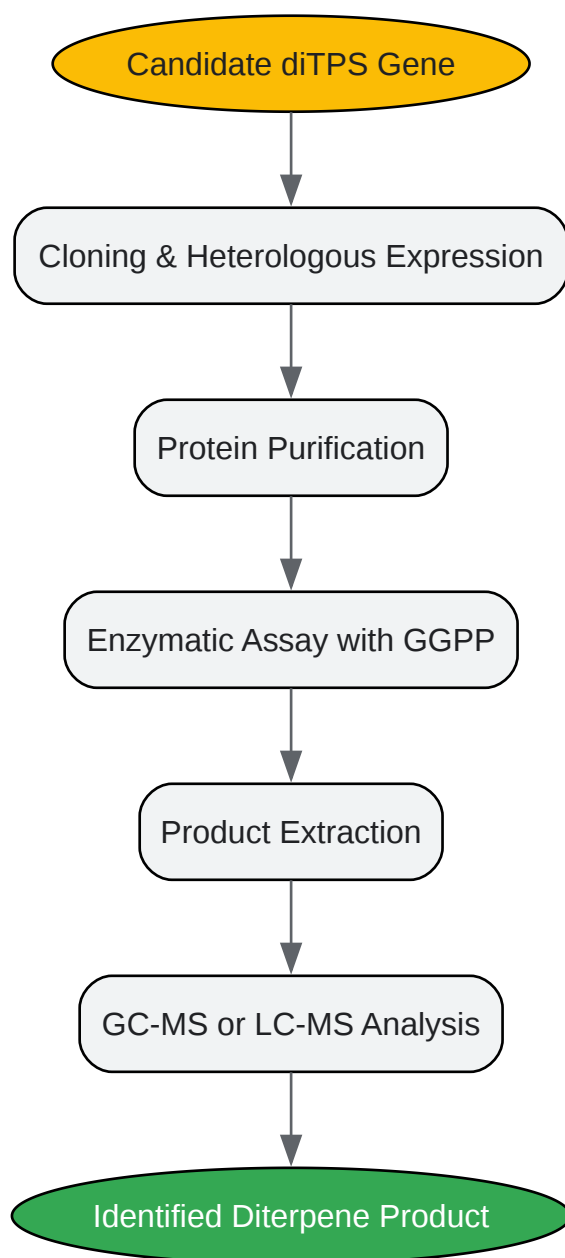 Candidate diTPS Gene
Cloning & Heterologous Expression
Protein Purification
Enzymatic Assay with GGPP
Product Extraction
GC-MS or LC-MS Analysis
Identified Diterpene Product